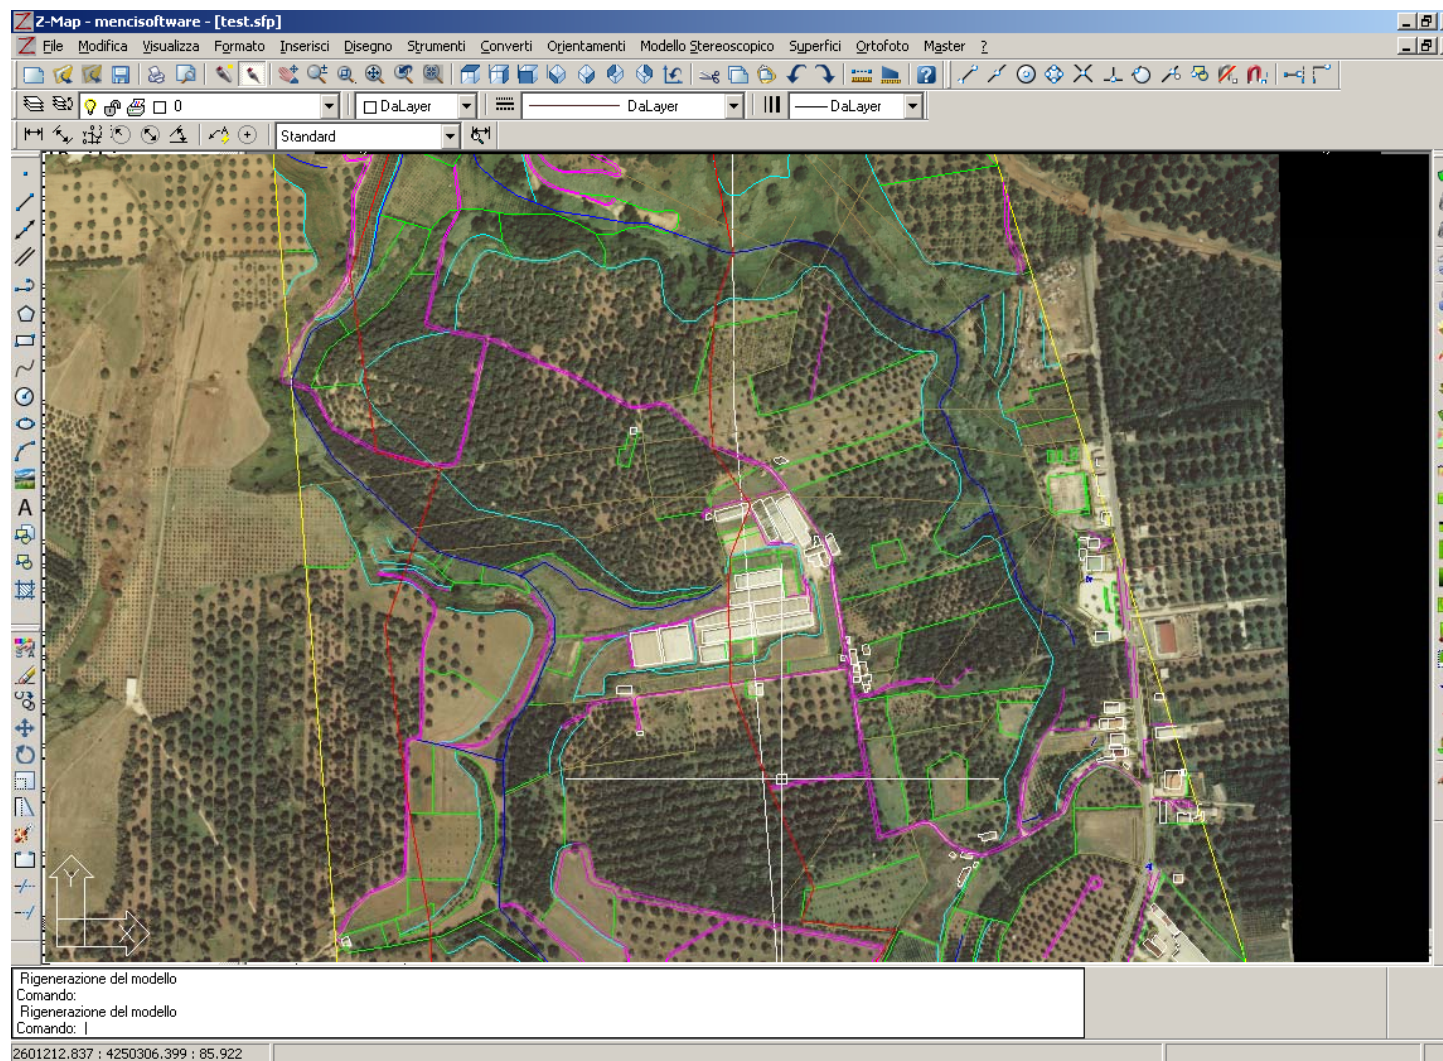 Z-Map - mencisoftware - [test.sfp]
File Modifica Visualizza Formato Inserisci Disegno Strumenti Converti Orientamenti Modello Stereoscopico Superfici Ortofoto Master ?
0 DaLayer DaLayer DaLayer
Standard
A
Y
X
Rigenerazione del modello
Comando:
Rigenerazione del modello
Comando:
2601212.837 : 4250306.399 : 85.922